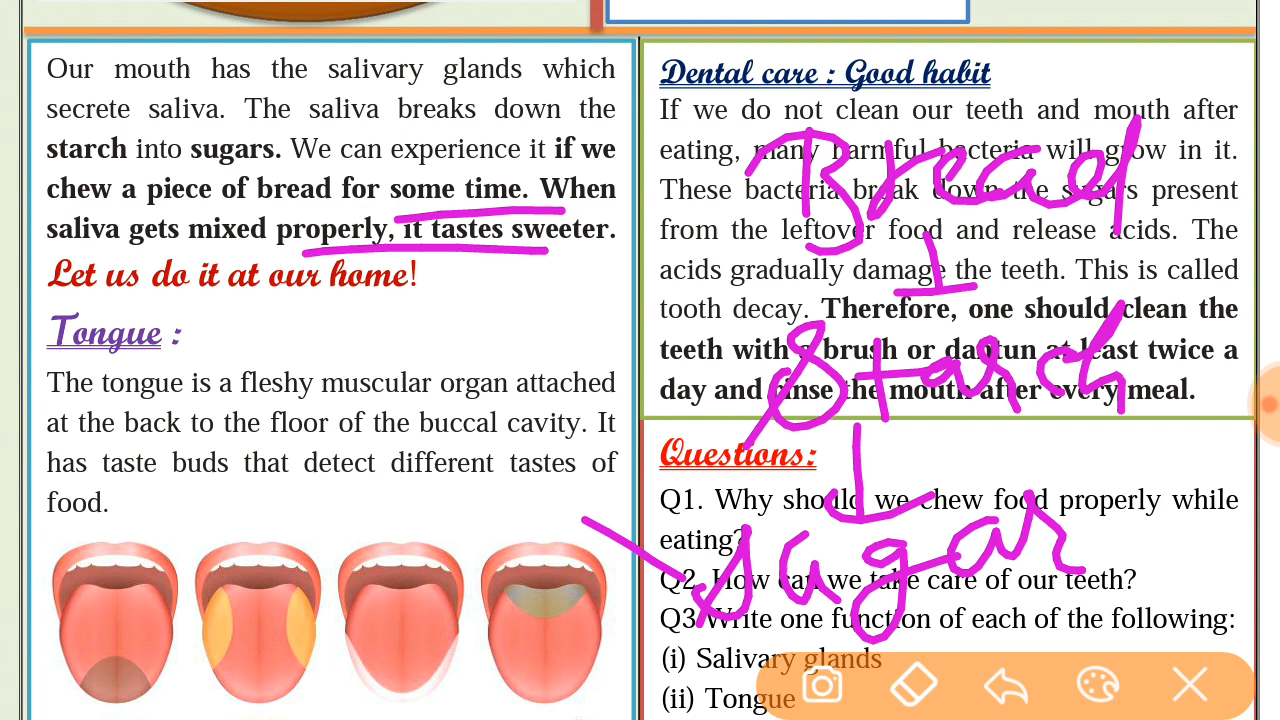 Our mouth has the salivary glands which
secrete saliva. The saliva breaks down the
starch into sugars. We can experience it if we
chew a piece of bread for some time. When
saliva gets mixed properly, it tastes sweeter.
Let us do it at our home!
Tongue :
The tongue is a fleshy muscular organ attached
at the back to the floor of the buccal cavity. It
has taste buds that detect different tastes of
food.
Dental care : Good habit
If we do not clean our teeth and mouth after
eating, many harmful bacteria will grow in it.
These bacteria break down the sugars present
from the leftover food and release acids. The
acids gradually damage the teeth. This is called
tooth decay. Therefore, one should clean the
teeth with a brush or dantun at least twice a
day and rinse the mouth after every meal.
Questions:
Q1. Why should we chew food properly while
eating?
Q2. How can we take care of our teeth?
Q3 Write one function of each of the following:
(i) Salivary glands
(ii) Tongue
Bread
Starch
Sugar